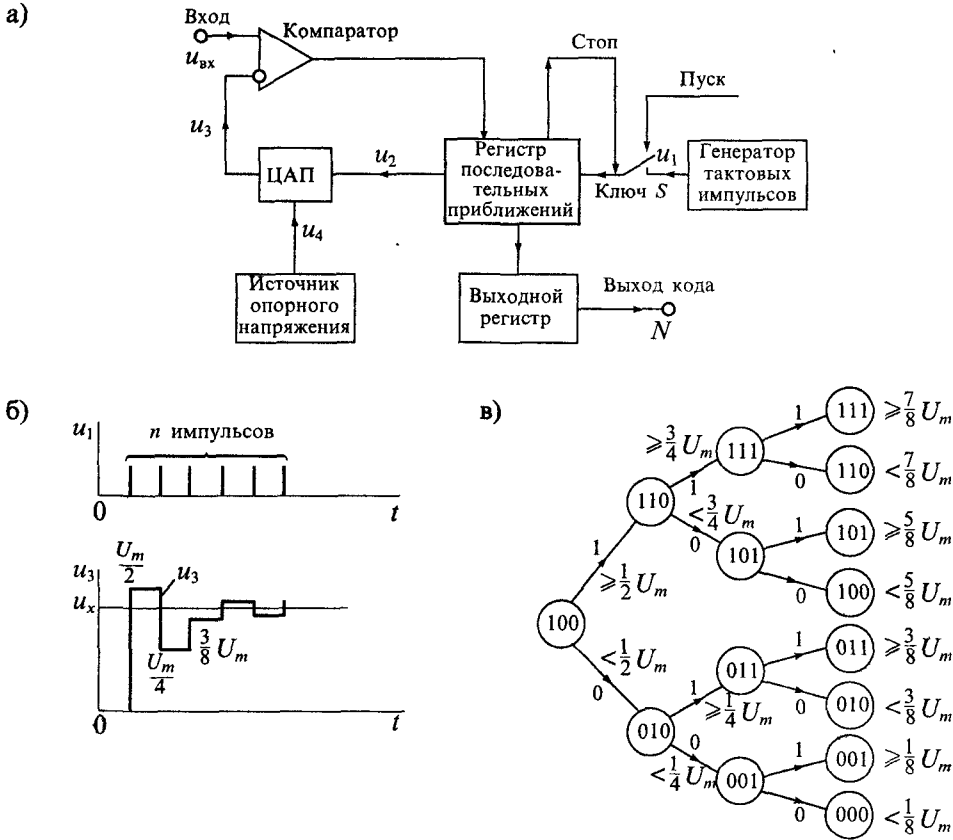 а)
Вход
Компаратор
u_вх
Стоп
Пуск
u_3
u_2
ЦАП
Регистр
последова-
тельных
приближений
Ключ S
u_1
Генератор
тактовых
импульсов
u_4
Источник
опорного
напряжения
Выходной
регистр
Выход кода
N
б)
u_1
n импульсов
0
t
u_3
U_m/2
u_3
u_x
U_m/4
3/8 U_m
0
t
в)
100
1
⩾1/2 U_m
<1/2 U_m
0
110
⩾3/4 U_m
1
<3/4 U_m
0
010
1
⩾1/4 U_m
0
<1/4 U_m
111
1
0
101
1
0
011
1
0
001
1
0
111 ⩾7/8 U_m
110 <7/8 U_m
101 ⩾5/8 U_m
100 <5/8 U_m
011 ⩾3/8 U_m
010 <3/8 U_m
001 ⩾1/8 U_m
000 <1/8 U_m